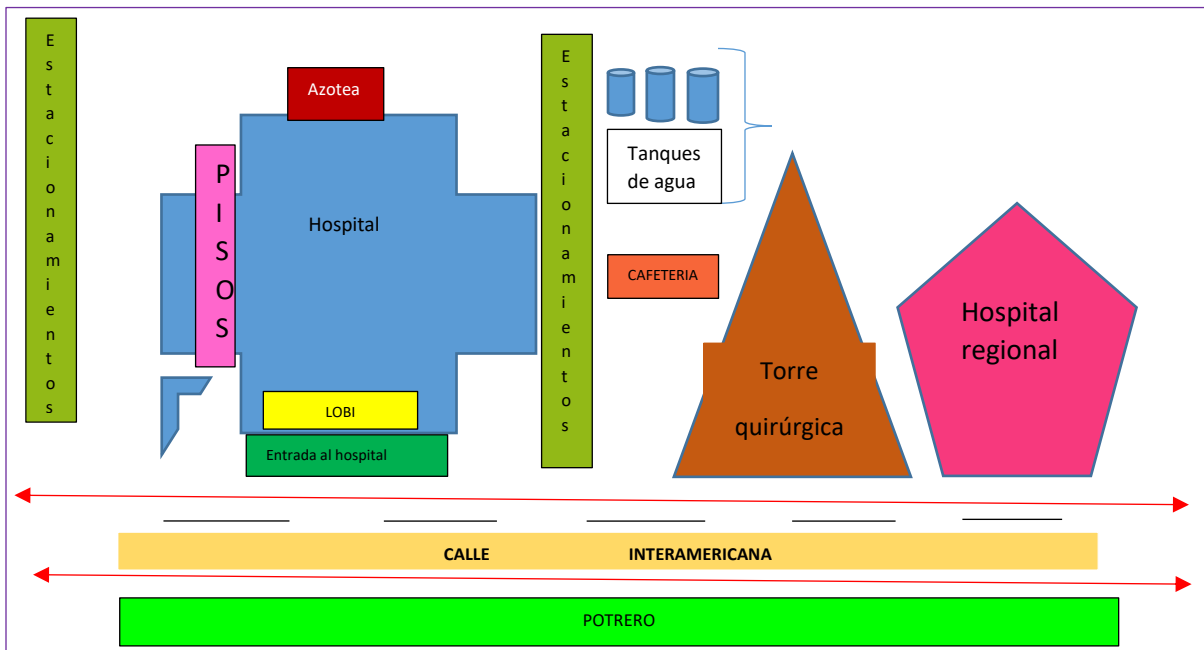 Estacionamientos
Azotea
PISOS
Hospital
LOBI
Entrada al hospital
Estacionamientos
Tanques
de agua
CAFETERIA
Torre
quirúrgica
Hospital
regional
CALLE INTERAMERICANA
POTRERO